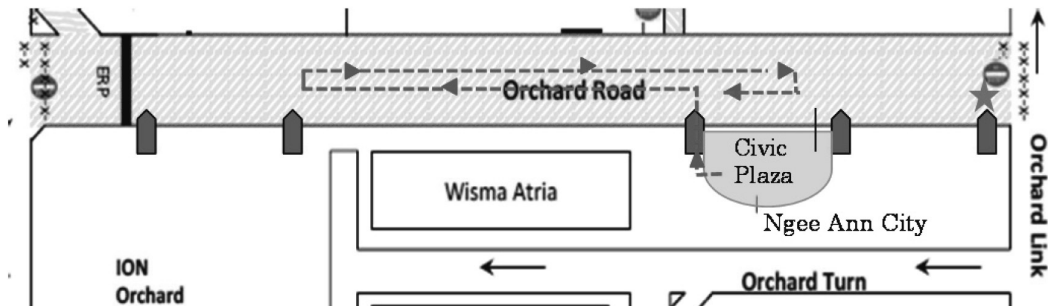 x-x
x-x-x-x-x
ERP
Orchard Road
x-x
x-x-x-x-x-
Civic
Plaza
Wisma Atria
Ngee Ann City
Orchard Link
ION
Orchard
Orchard Turn